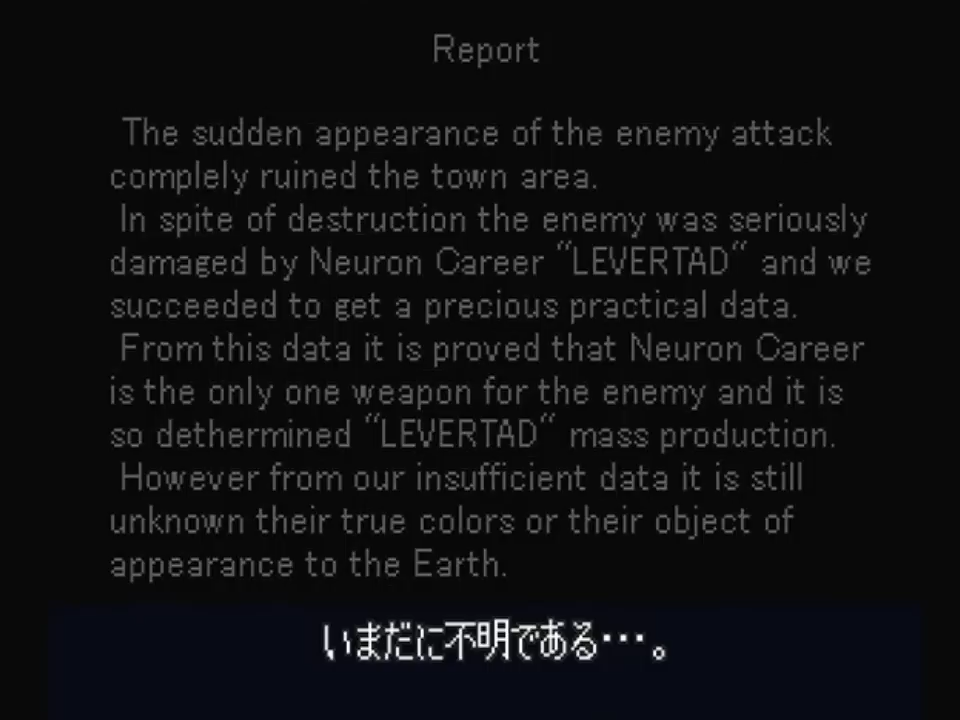 Report
The sudden appearance of the enemy attack
complely ruined the town area.
In spite of destruction the enemy was seriously
damaged by Neuron Career "LEVERTAD" and we
succeeded to get a precious practical data.
From this data it is proved that Neuron Career
is the only one weapon for the enemy and it is
so dethermined "LEVERTAD" mass production.
However from our insufficient data it is still
unknown their true colors or their object of
appearance to the Earth.
いまだに不明である・・・。